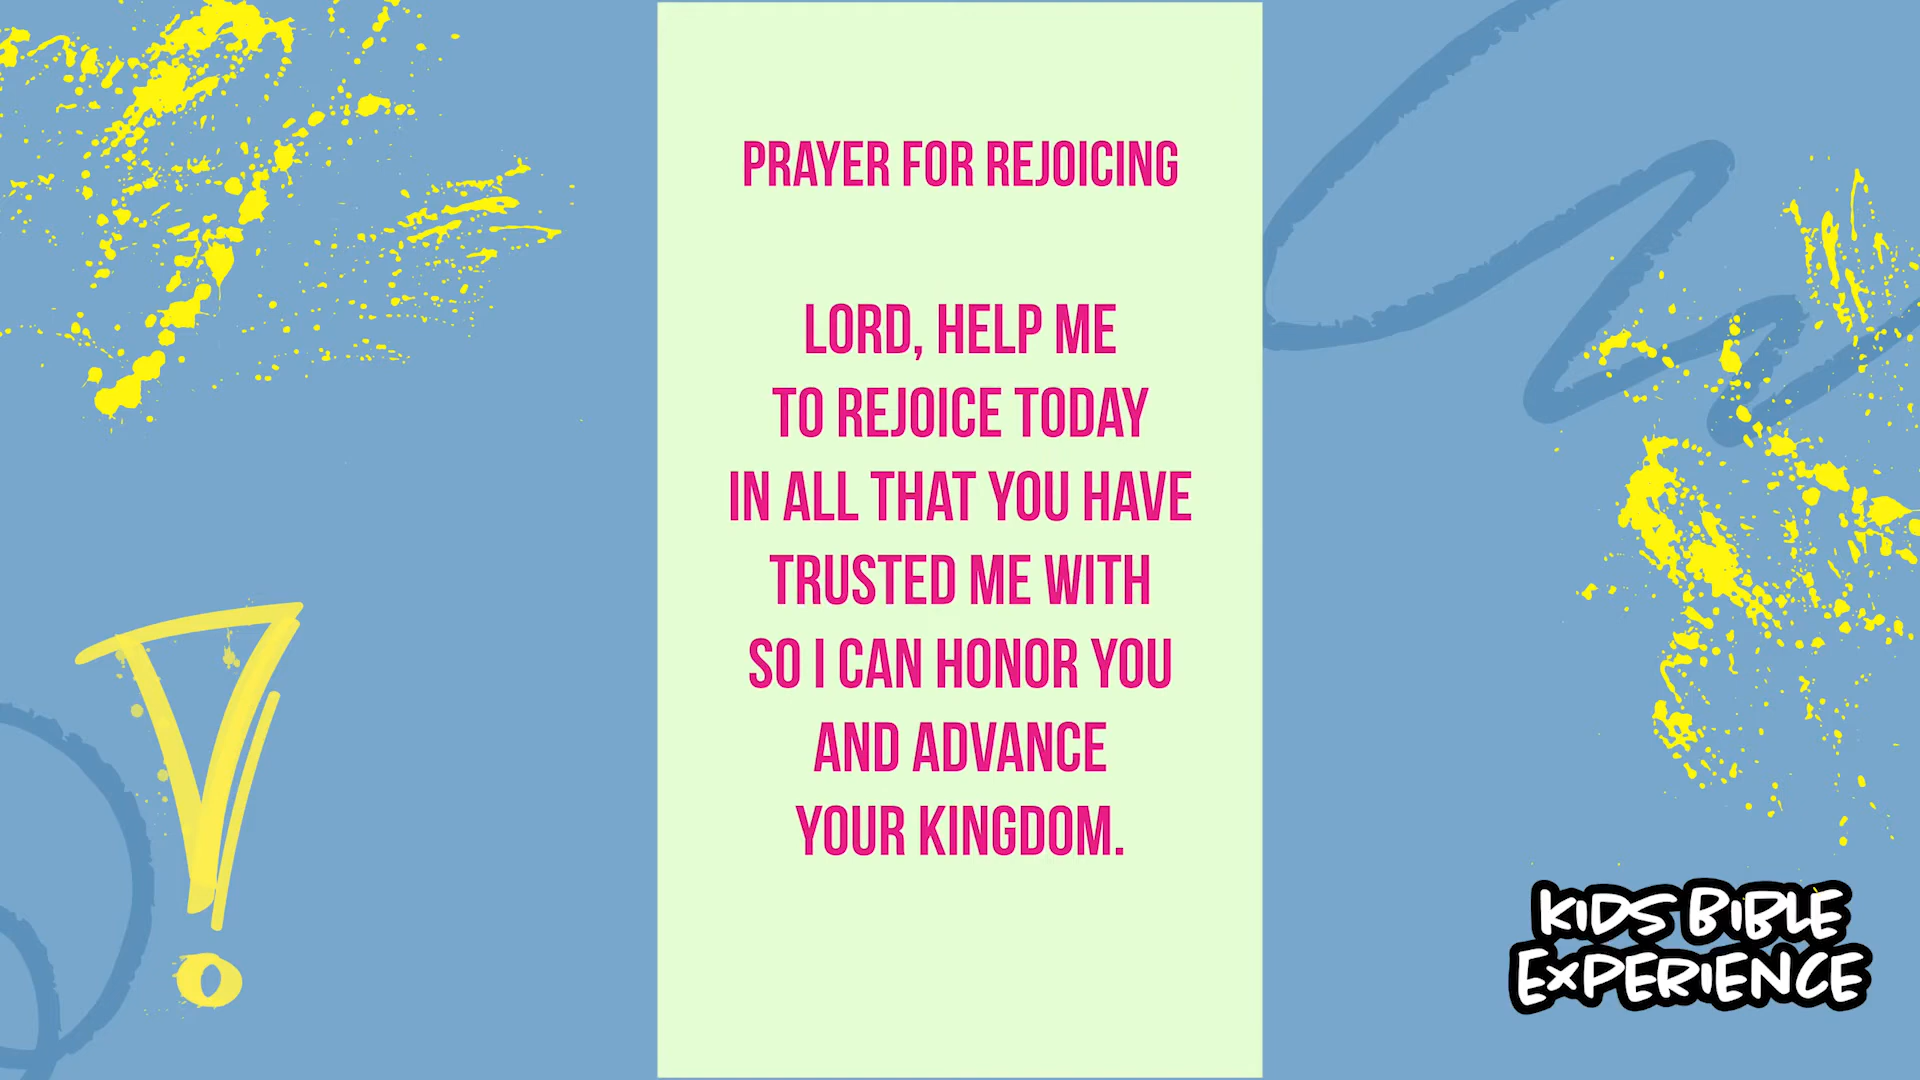 PRAYER FOR REJOICING
LORD, HELP ME
TO REJOICE TODAY
IN ALL THAT YOU HAVE
TRUSTED ME WITH
SO I CAN HONOR YOU
AND ADVANCE
YOUR KINGDOM.
KIDS BIBLE
EXPERIENCE